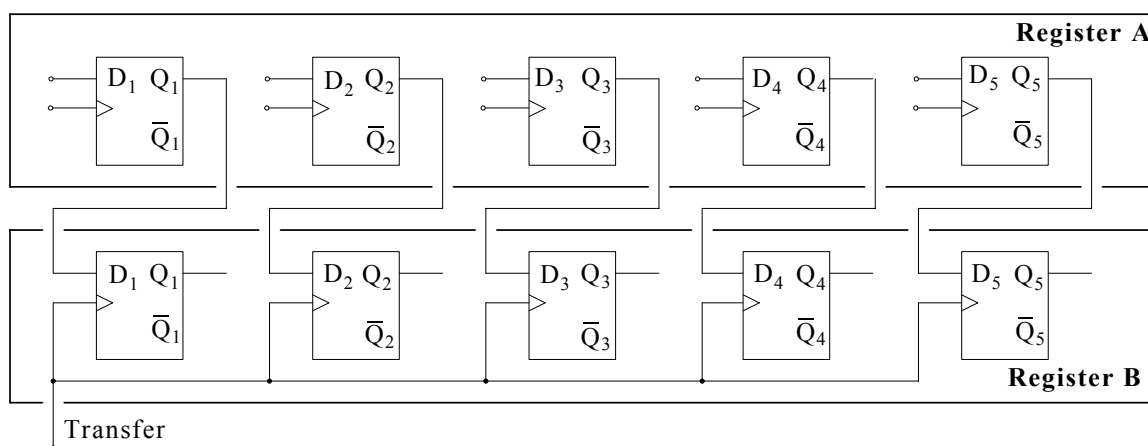 Register A
D₁ Q₁ D₂ Q₂ D₃ Q₃ D₄ Q₄ D₅ Q₅
Q̅₁ Q̅₂ Q̅₃ Q̅₄ Q̅₅
D₁ Q₁ D₂ Q₂ D₃ Q₃ D₄ Q₄ D₅ Q₅
Q̅₁ Q̅₂ Q̅₃ Q̅₄ Q̅₅
Register B
Transfer